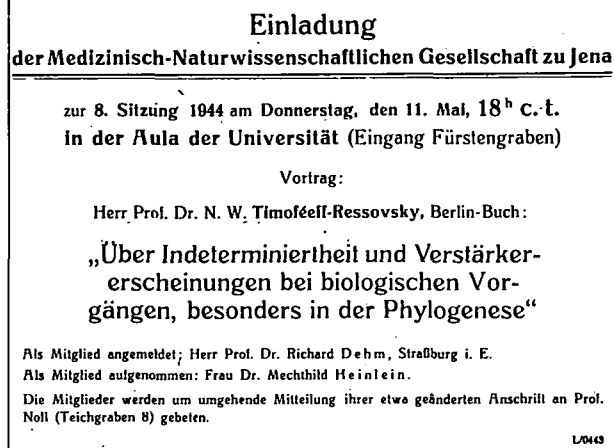 Einladung
der Medizinisch-Naturwissenschaftlichen Gesellschaft zu Jena
zur 8. Sitzung 1944 am Donnerstag, den 11. Mai, 18ʰ c. t.
in der Aula der Universität (Eingang Fürstengraben)
Vortrag:
Herr Prof. Dr. N. W. Timoféeff-Ressovsky, Berlin-Buch:
„Über Indeterminiertheit und Verstärker-
erscheinungen bei biologischen Vor-
gängen, besonders in der Phylogenese“
Als Mitglied angemeldet; Herr Prof. Dr. Richard Dehm, Straßburg i. E.
Als Mitglied aufgenommen: Frau Dr. Mechthild Heinlein.
Die Mitglieder werden um umgehende Mitteilung ihrer etwa geänderten Anschrift an Prof.
Noll (Teichgraben 8) gebeten.
L/0443